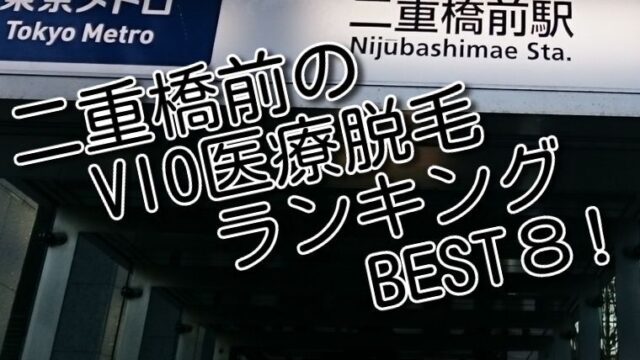 東京メトロ
Tokyo Metro
二重橋前駅
Nijūbashimae Sta.
二重橋前の
VIO医療脱毛
ランキング
BEST８！